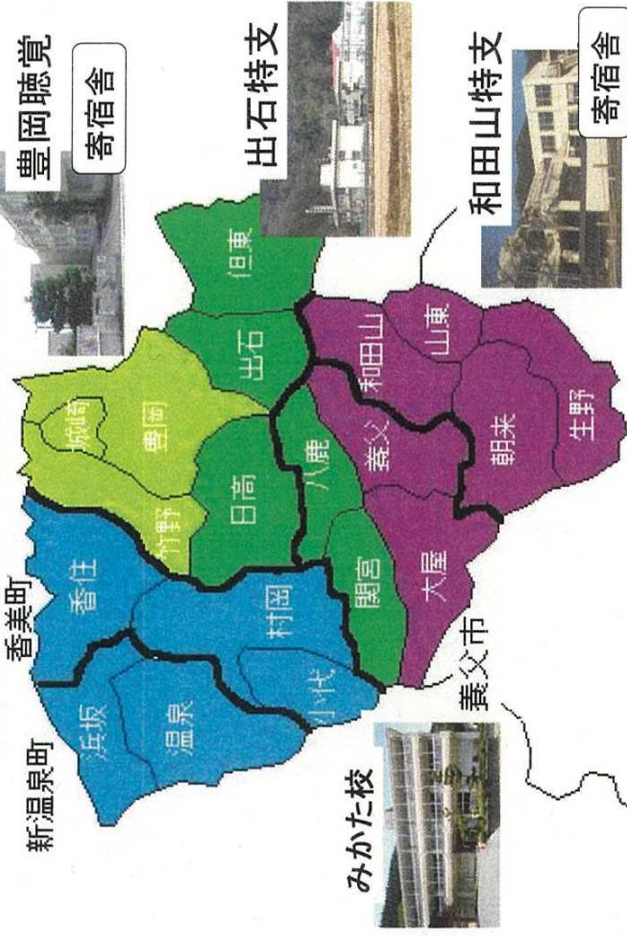 豊岡聴覚
寄宿舎
出石特支
和田山特支
寄宿舎
香美町
新温泉町
城崎
豊岡
竹野
香住
浜坂
温泉
村岡
小代
日高
出石
但東
八鹿
関宮
和田山
山東
養父
大屋
朝来
生野
養父市
みかた校